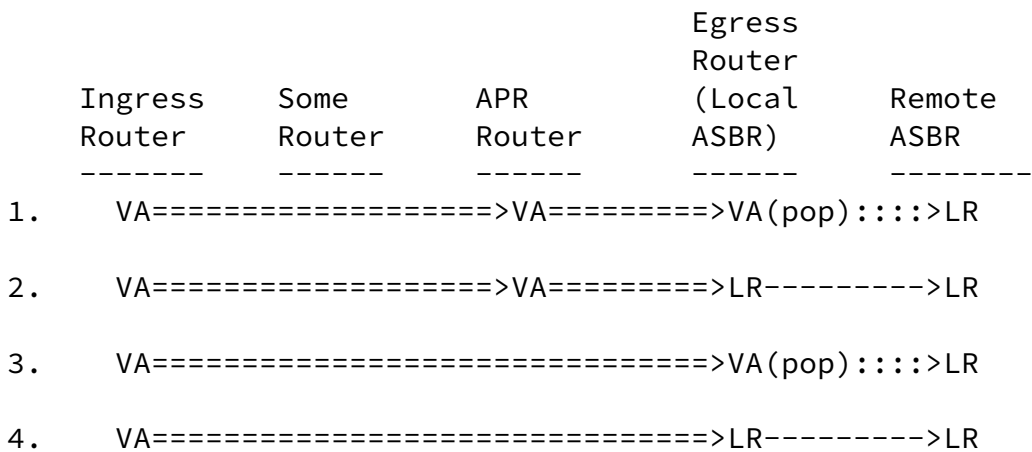 Egress
                                              Router
     Ingress     Some        APR         (Local      Remote
     Router      Router      Router      ASBR)       ASBR
     -------     ------      ------      ------      --------
1.     VA===================>VA=========>VA(pop)::::>LR
2.     VA===================>VA=========>LR--------->LR
3.     VA===============================>VA(pop)::::>LR
4.     VA===============================>LR--------->LR